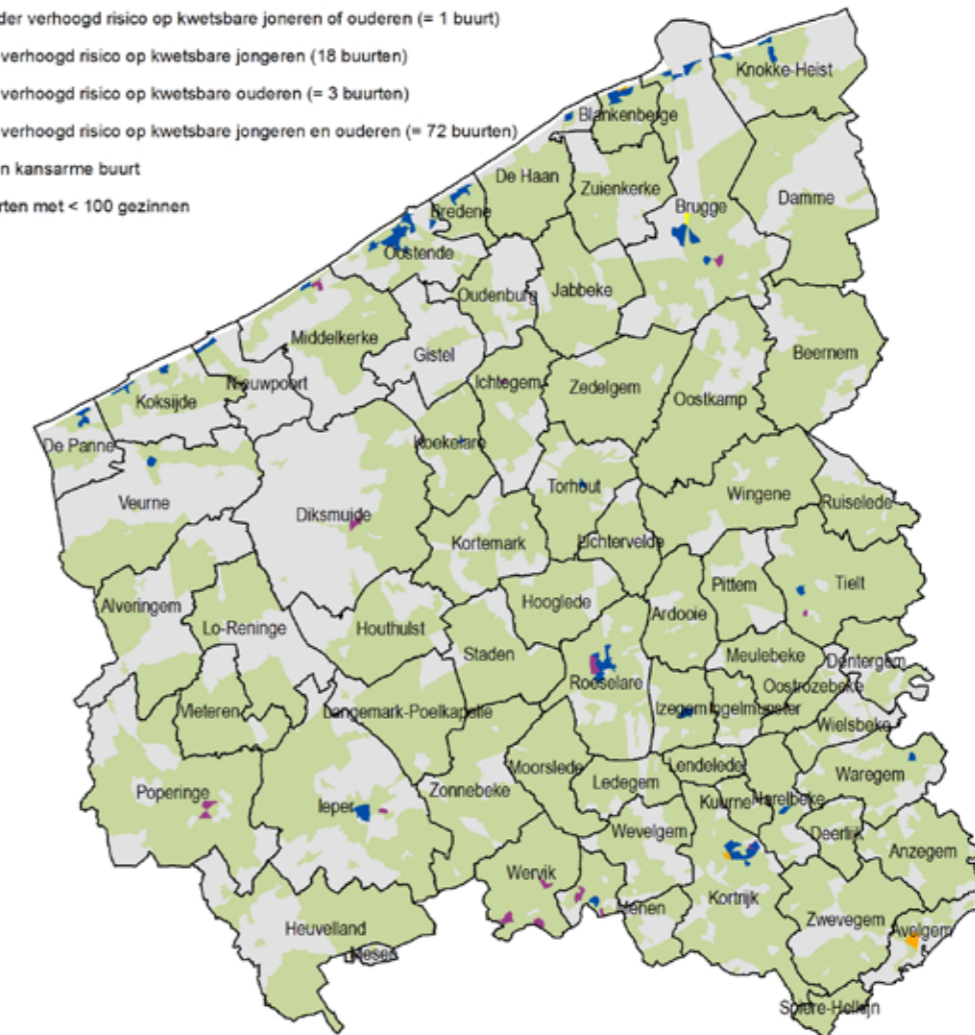 der verhoogd risico op kwetsbare joneren of ouderen (= 1 buurt)
verhoogd risico op kwetsbare jongeren (18 buurten)
verhoogd risico op kwetsbare ouderen (= 3 buurten)
verhoogd risico op kwetsbare jongeren en ouderen (= 72 buurten)
n kansarme buurt
rten met < 100 gezinnen
Knokke-Heist
Blankenberge
De Haan
Zuienkerke
Damme
Bredene
Brugge
Oostende
Oudenburg
Jabbeke
Middelkerke
Gistel
Beernem
Nieuwpoort
Ichtegem
Zedelgem
Oostkamp
Koksijde
De Panne
Koekelare
Veurne
Torhout
Wingene
Ruiselede
Diksmuide
Kortemark
Lichtervelde
Alveringem
Hooglede
Pittem
Tielt
Lo-Reninge
Houthulst
Ardooie
Staden
Meulebeke
Dentergem
Roeselare
Oostrozebeke
Vleteren
Langemark-Poelkapelle
Izegem
Ingelmunster
Wielsbeke
Moorslede
Lendelede
Waregem
Poperinge
Ieper
Zonnebeke
Ledegem
Kuurne
Harelbeke
Wevelgem
Deerlijk
Anzegem
Wervik
Menen
Kortrijk
Zwevegem
Avelgem
Heuvelland
Mesen
Spiere-Helkijn